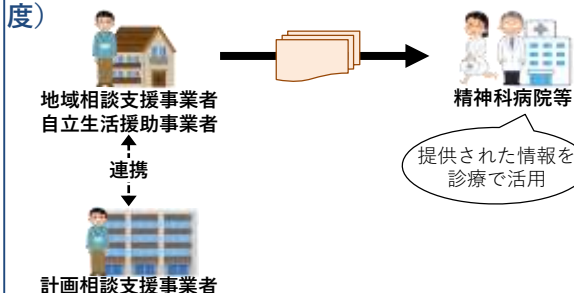 度）
地域相談支援事業者
自立生活援助事業者
精神科病院等
連携
提供された情報を
診療で活用
計画相談支援事業者